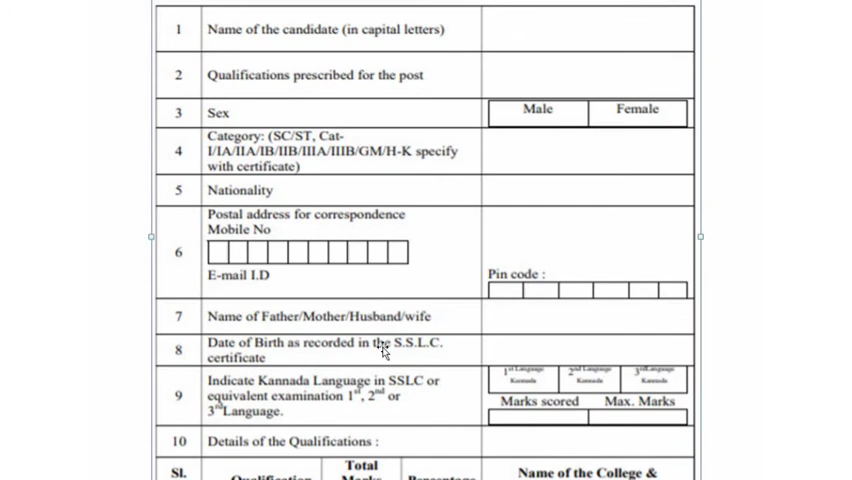 1 Name of the candidate (in capital letters)
2 Qualifications prescribed for the post
3 Sex Male Female
4 Category: (SC/ST, Cat-
I/IA/IIA/IB/IIB/IIIA/IIIB/GM/H-K specify
with certificate)
5 Nationality
6 Postal address for correspondence
Mobile No
E-mail I.D
Pin code :
7 Name of Father/Mother/Husband/wife
8 Date of Birth as recorded in the S.S.L.C.
certificate
9 Indicate Kannada Language in SSLC or
equivalent examination 1st, 2nd or
3rdLanguage.
1st Language
Kannada
2nd Language
Kannada
3rdLanguage
Kannada
Marks scored Max. Marks
10 Details of the Qualifications :
Sl. Qualification Total
Marks Percentage Name of the College &